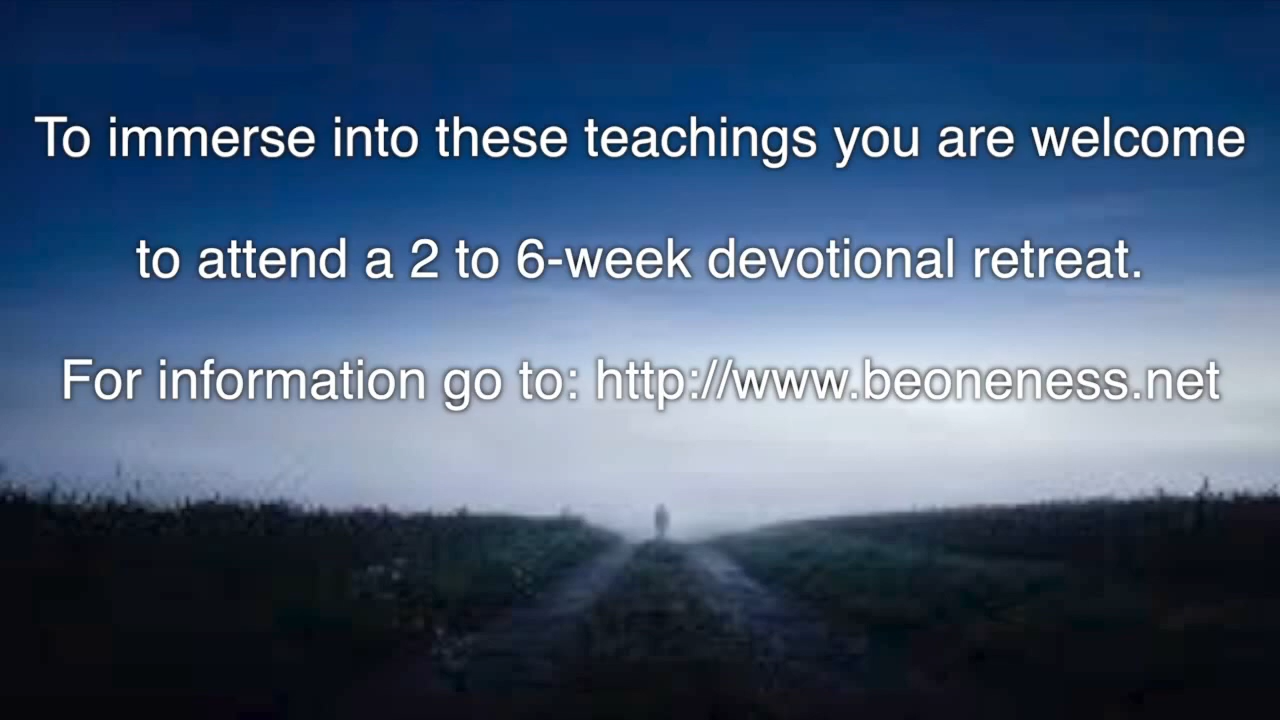 To immerse into these teachings you are welcome
to attend a 2 to 6-week devotional retreat.
For information go to: http://www.beoneness.net